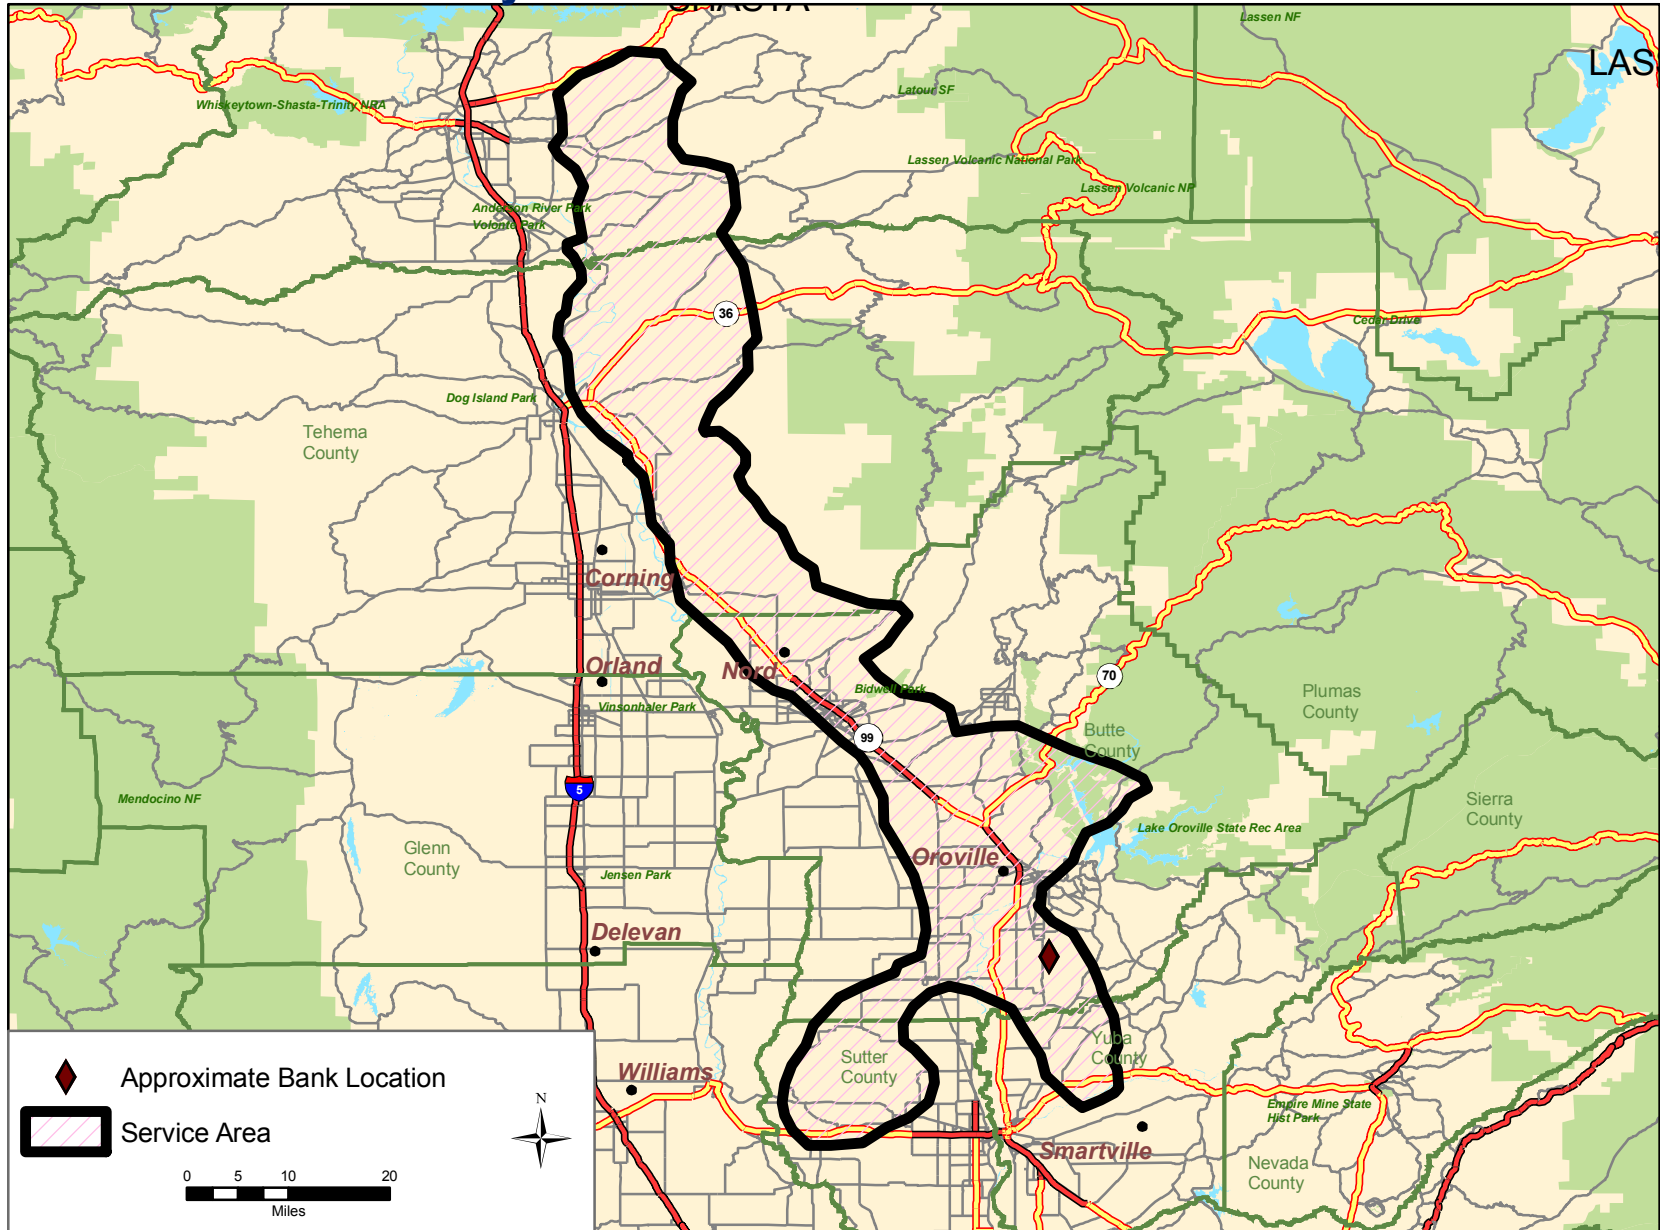 SHASTA
Lassen NF
LAS
Whiskeytown-Shasta-Trinity NRA
Latour SF
Lassen Volcanic National Park
Lassen Volcanic NP
Anderson River Park
Volonte Park
36
Cedar Drive
Dog Island Park
Tehema
County
Corning
Orland
Nord
Vinsonhaler Park
Bidwell Park
70
Plumas
County
Butte
County
99
5
Mendocino NF
Sierra
County
Lake Oroville State Rec Area
Glenn
County
Oroville
Jensen Park
Delevan
Yuba
County
Sutter
County
Williams
Empire Mine State
Hist Park
Smartville
Nevada
County
Approximate Bank Location
Service Area
N
0 5 10 20
Miles